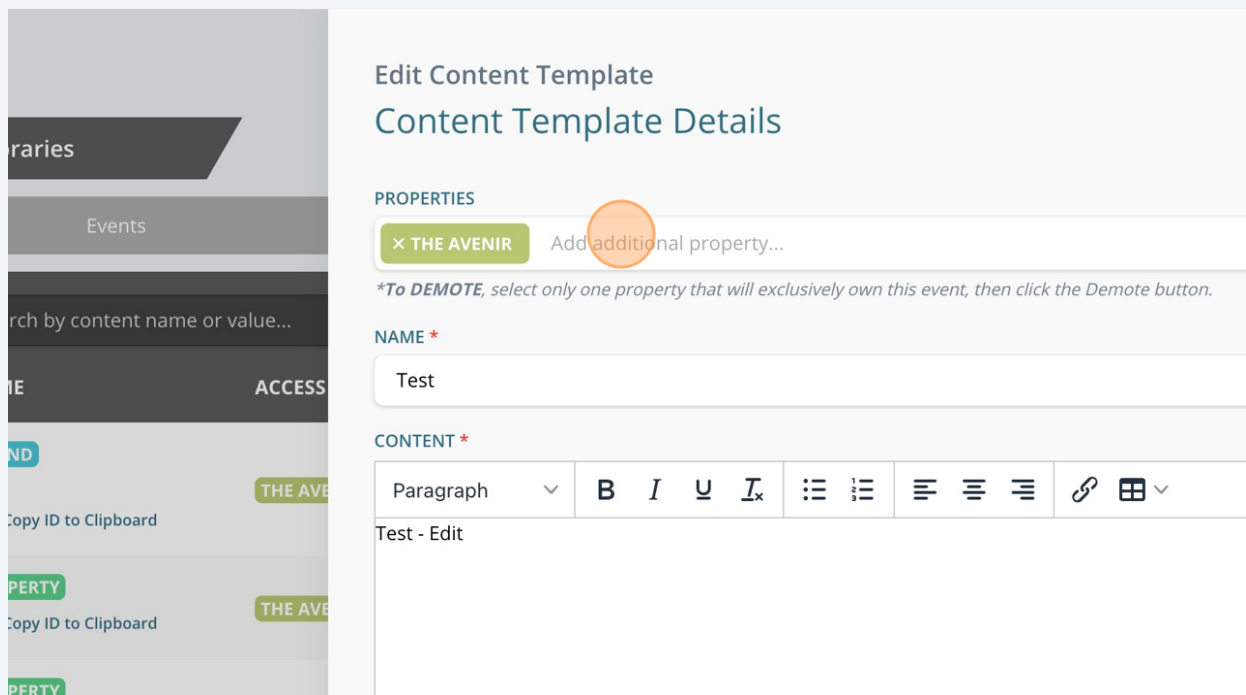 Edit Content Template
Content Template Details
raries
PROPERTIES
Events
× THE AVENIR Add additional property...
*To DEMOTE, select only one property that will exclusively own this event, then click the Demote button.
rch by content name or value...
NAME *
Test
ME ACCESS
CONTENT *
ND
Paragraph B I U
THE AVE
Copy ID to Clipboard
Test - Edit
PERTY
THE AVE
Copy ID to Clipboard
PERTY